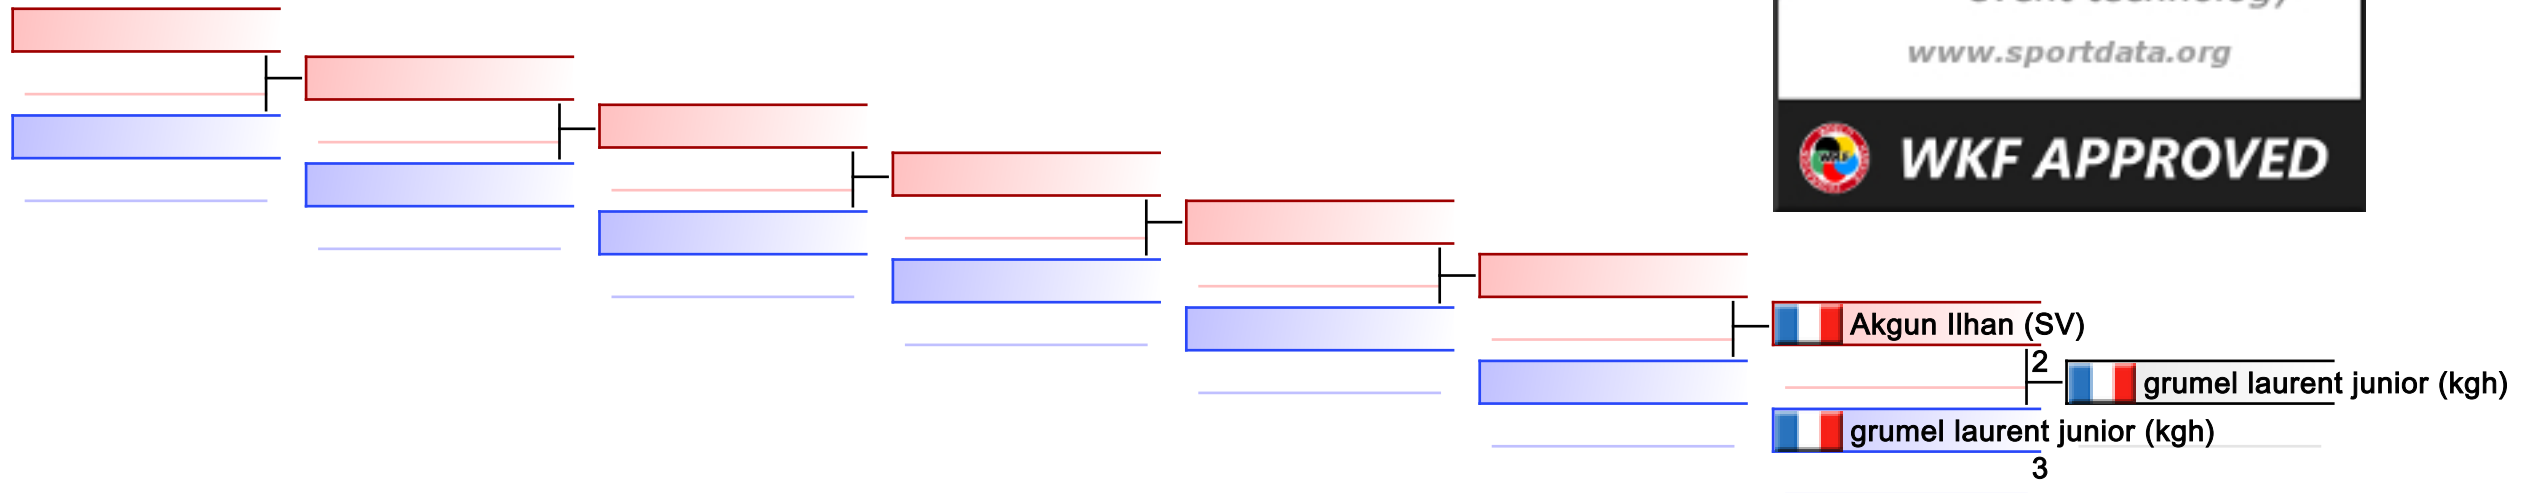 www.sportdata.org
WKF APPROVED
Akgun Ilhan (SV)
2
grumel laurent junior (kgh)
grumel laurent junior (kgh)
3